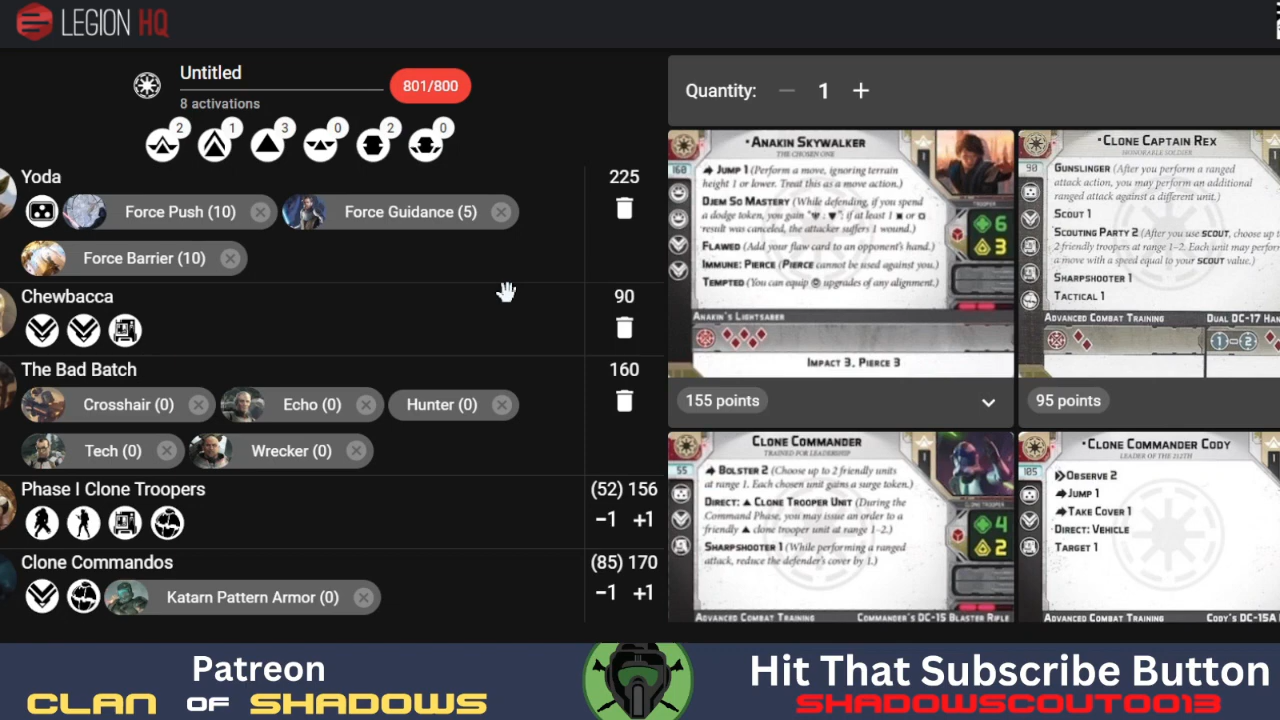 LEGION HQ
Untitled
801/800
8 activations
2 1 3 0 2 0
Yoda
225
Force Push (10)
Force Guidance (5)
Force Barrier (10)
Chewbacca
90
The Bad Batch
160
Crosshair (0)
Echo (0)
Hunter (0)
Tech (0)
Wrecker (0)
Phase I Clone Troopers
(52) 156
−1 +1
Clone Commandos
(85) 170
−1 +1
Katarn Pattern Armor (0)
Quantity: − 1 +
•ANAKIN SKYWALKER
THE CHOSEN ONE
160
JUMP 1 (Perform a move, ignoring terrain
height 1 or lower. Treat this as a move action.)
DJEM SO MASTERY (While defending, if you spend
a dodge token, you gain
if at least 1 or
result was canceled, the attacker suffers 1 wound.)
FLAWED (Add your flaw card to an opponent's hand.)
IMMUNE: PIERCE (PIERCE cannot be used against you.)
TEMPTED (You can equip upgrades of any alignment.)
TROOPER
6
3
ANAKIN'S LIGHTSABER
IMPACT 3, PIERCE 3
155 points
•CLONE CAPTAIN REX
HONORABLE SOLDIER
90
GUNSLINGER (After you perform a ranged
attack action, you may perform an additional
ranged attack against a different unit.)
SCOUT 1
SCOUTING PARTY 2 (After you use SCOUT, choose up to
2 friendly troopers at range 1–2. Each unit may perform
a move with a speed equal to your SCOUT value.)
SHARPSHOOTER 1
TACTICAL 1
ADVANCED COMBAT TRAINING
DUAL DC-17 HAN
1–2
95 points
CLONE COMMANDER
TRAINED FOR LEADERSHIP
55
BOLSTER 2 (Choose up to 2 friendly units
at range 1. Each chosen unit gains a surge token.)
DIRECT: CLONE TROOPER UNIT (During the
Command Phase, you may issue an order to a
friendly clone trooper unit at range 1–2.)
SHARPSHOOTER 1 (While performing a ranged
attack, reduce the defender's cover by 1.)
CLONE TROOPER
4
2
ADVANCED COMBAT TRAINING
COMMANDER'S DC-15 BLASTER RIFLE
•CLONE COMMANDER CODY
LEADER OF THE 212TH
105
OBSERVE 2
JUMP 1
TAKE COVER 1
DIRECT: VEHICLE
TARGET 1
ADVANCED COMBAT TRAINING
CODY'S DC-15A
Patreon
CLAN OF SHADOWS
Hit That Subscribe Button
SHADOWSCOUT0013